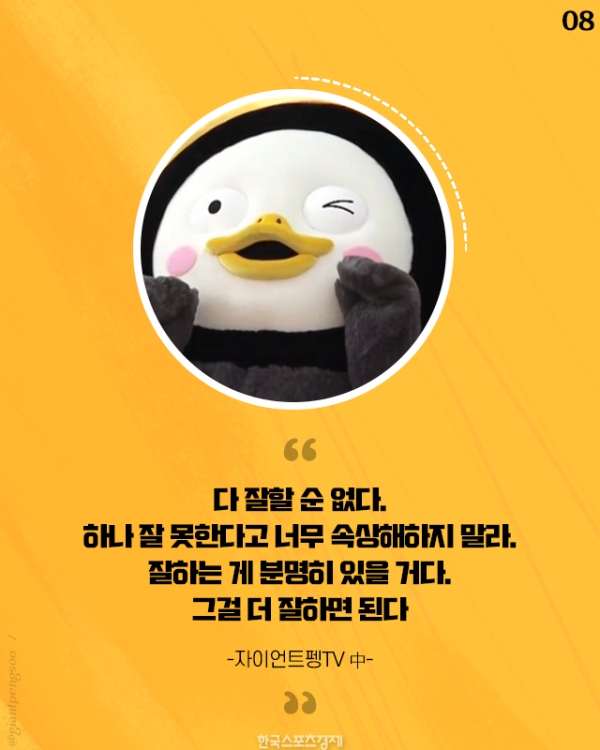 08
“
다 잘할 순 없다.
하나 잘 못한다고 너무 속상해하지 말라.
잘하는 게 분명히 있을 거다.
그걸 더 잘하면 된다
-자이언트펭TV 中-
”
@giantpengsoo /
한국스포츠경제